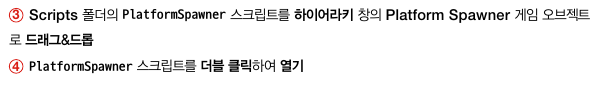 ③ Scripts 폴더의 PlatformSpawner 스크립트를 하이어라키 창의 Platform Spawner 게임 오브젝트
로 드래그&드롭
④ PlatformSpawner 스크립트를 더블 클릭하여 열기